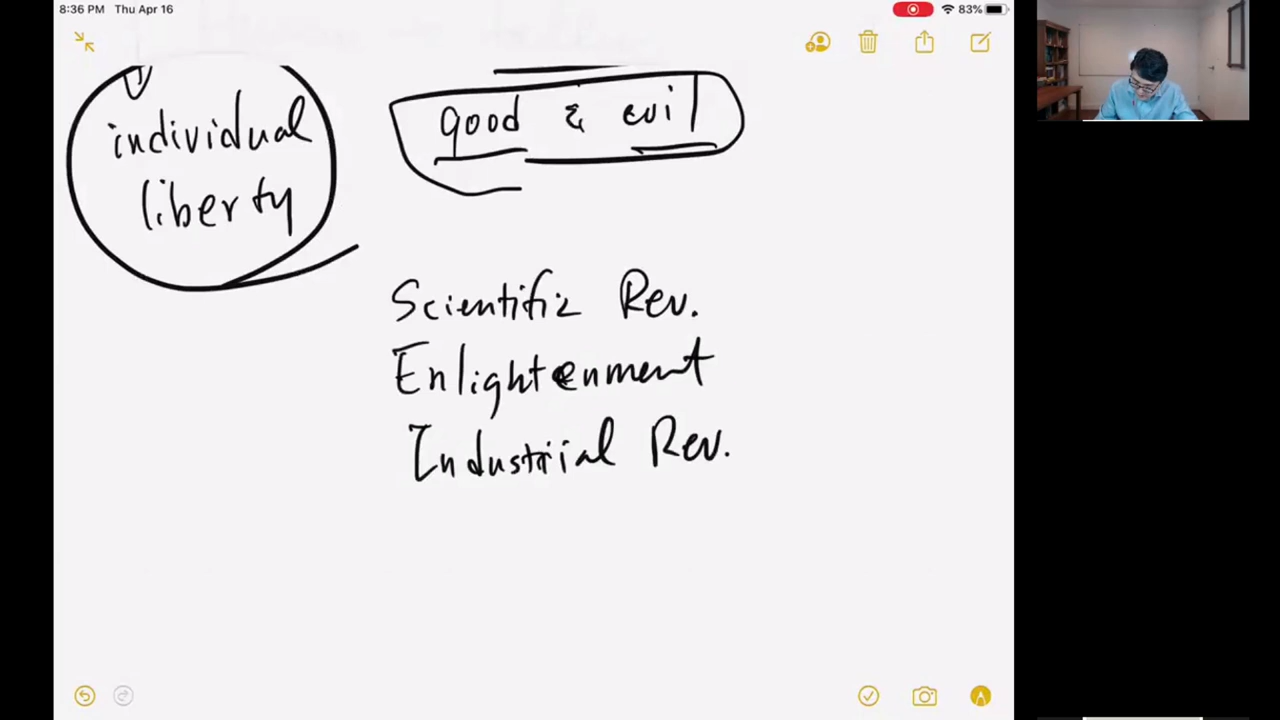 8:36 PM Thu Apr 16
83%
individual
liberty
good & evil
Scientific Rev.
Enlightenment
Industrial Rev.